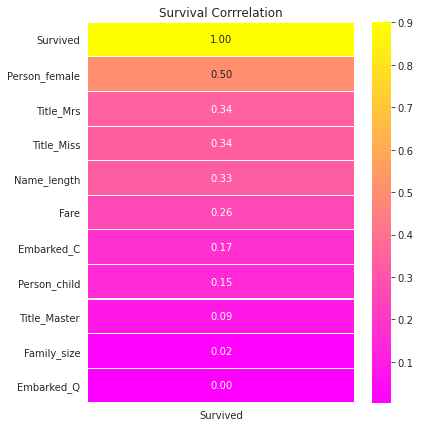 Survival Corrrelation
Survived 1.00
Person_female 0.50
Title_Mrs 0.34
Title_Miss 0.34
Name_length 0.33
Fare 0.26
Embarked_C 0.17
Person_child 0.15
Title_Master 0.09
Family_size 0.02
Embarked_Q 0.00
Survived
0.9
0.8
0.7
0.6
0.5
0.4
0.3
0.2
0.1